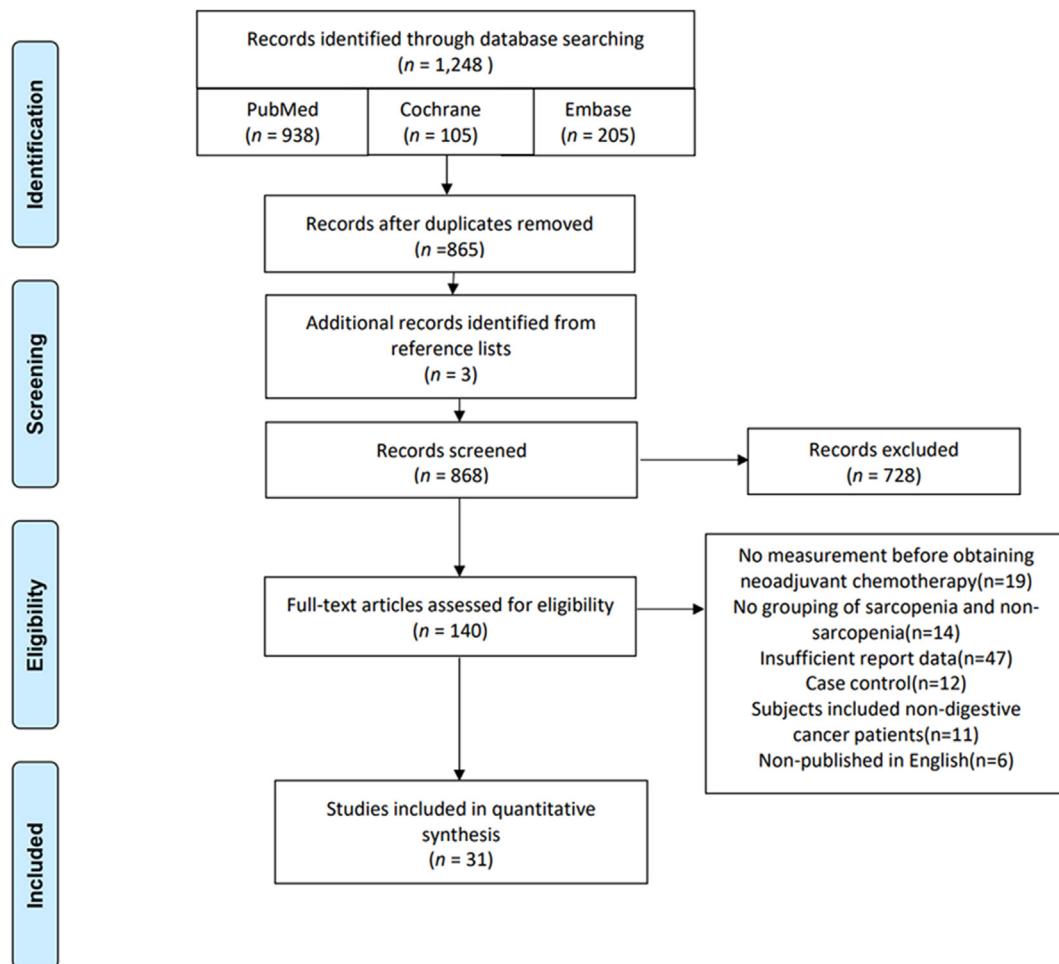 Identification
Records identified through database searching
(n = 1,248 )
PubMed
(n = 938)
Cochrane
(n = 105)
Embase
(n = 205)
Records after duplicates removed
(n =865)
Screening
Additional records identified from
reference lists
(n = 3)
Records screened
(n = 868)
Records excluded
(n = 728)
Eligibility
Full-text articles assessed for eligibility
(n = 140)
No measurement before obtaining
neoadjuvant chemotherapy(n=19)
No grouping of sarcopenia and non-
sarcopenia(n=14)
Insufficient report data(n=47)
Case control(n=12)
Subjects included non-digestive
cancer patients(n=11)
Non-published in English(n=6)
Included
Studies included in quantitative
synthesis
(n = 31)